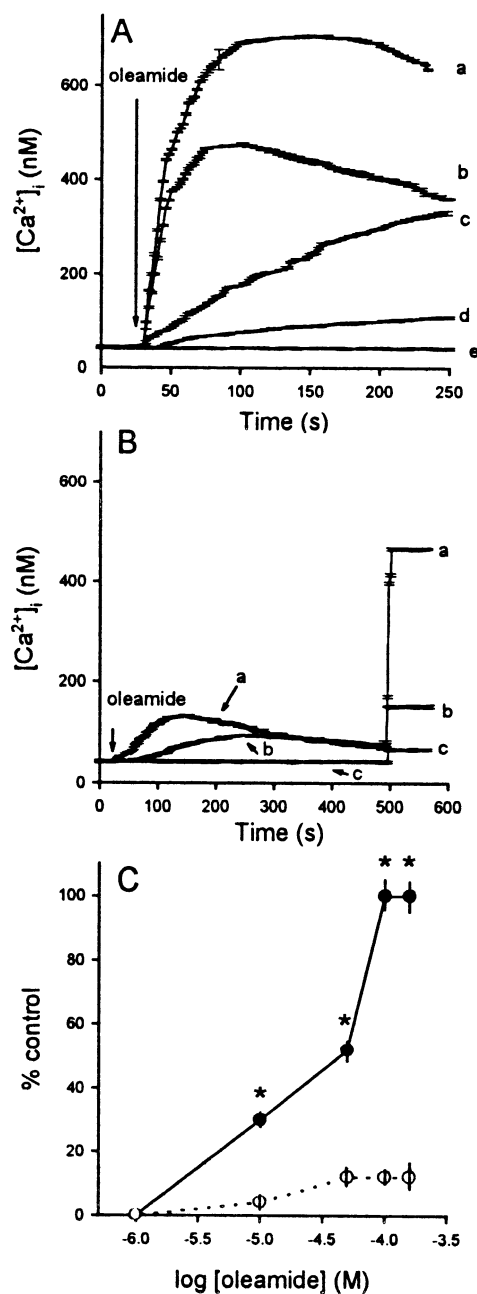 A
oleamide
[Ca²⁺]ᵢ (nM)
600
400
200
0
a
b
c
d
e
0 50 100 150 200 250
Time (s)
B
oleamide
[Ca²⁺]ᵢ (nM)
600
400
200
0
a
b
c
a
b
c
0 100 200 300 400 500 600
Time (s)
C
% control
100
80
60
40
20
0
* *
*
*
-6.0 -5.5 -5.0 -4.5 -4.0 -3.5
log [oleamide] (M)